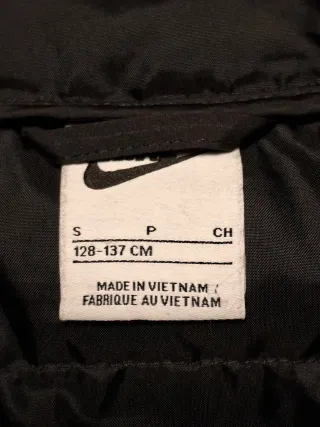 S P CH
128-137 CM
MADE IN VIETNAM /
FABRIQUE AU VIETNAM